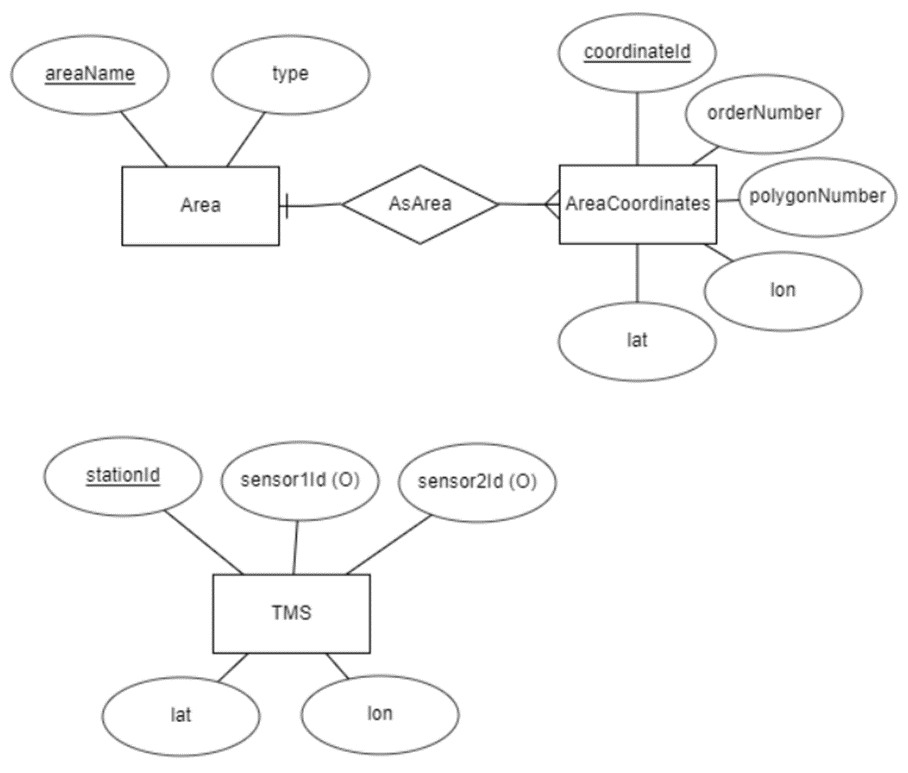 areaName
type
coordinateId
orderNumber
Area
AsArea
AreaCoordinates
polygonNumber
lon
lat
stationId
sensor1Id (O)
sensor2Id (O)
TMS
lat
lon